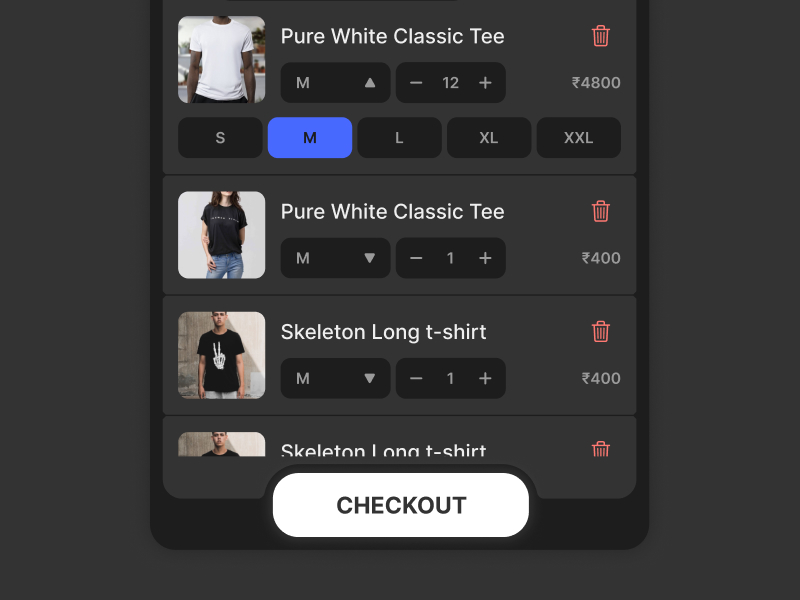 Pure White Classic Tee
M 12 ₹4800
S M L XL XXL
Pure White Classic Tee
M 1 ₹400
Skeleton Long t-shirt
M 1 ₹400
Skeleton Long t-shirt
CHECKOUT